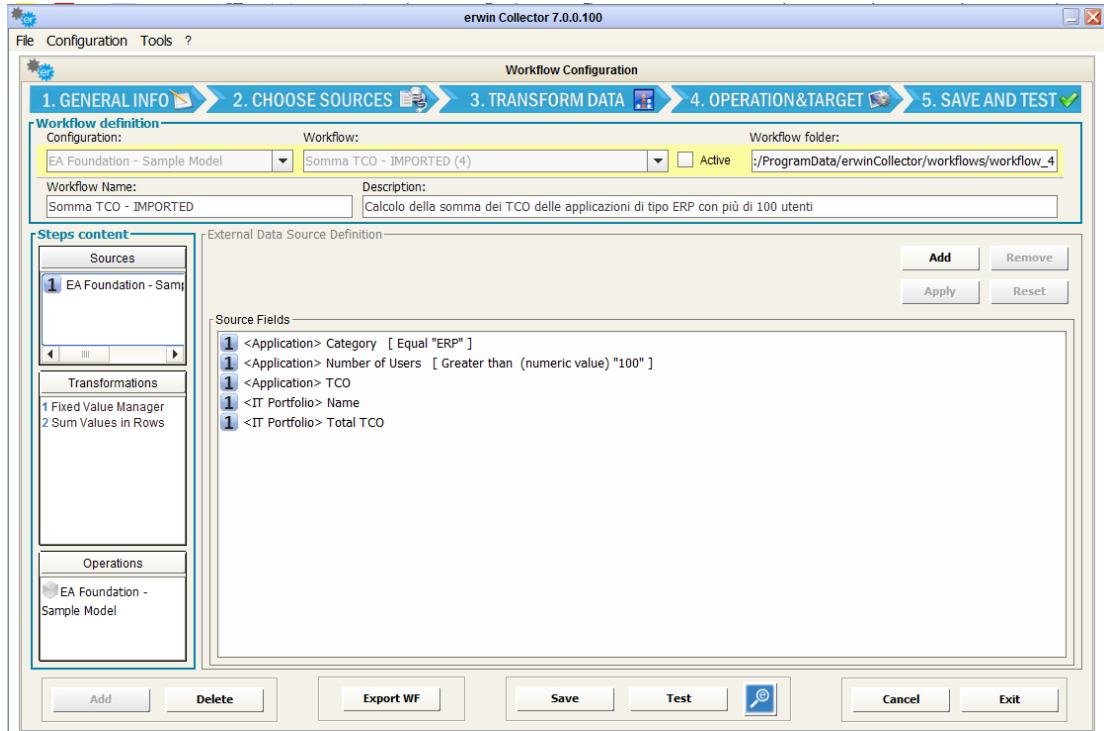 erwin Collector 7.0.0.100
File Configuration Tools ?
Workflow Configuration
1. GENERAL INFO 2. CHOOSE SOURCES 3. TRANSFORM DATA 4. OPERATION&TARGET 5. SAVE AND TEST
Workflow definition
Configuration: Workflow: Workflow folder:
EA Foundation - Sample Model Somma TCO - IMPORTED (4) Active :/ProgramData/erwinCollector/workflows/workflow_4
Workflow Name: Description:
Somma TCO - IMPORTED Calcolo della somma dei TCO delle applicazioni di tipo ERP con più di 100 utenti
Steps content External Data Source Definition
Sources Add Remove
1 EA Foundation - Samp Apply Reset
Source Fields
1 <Application> Category [ Equal "ERP" ]
1 <Application> Number of Users [ Greater than (numeric value) "100" ]
1 <Application> TCO
1 <IT Portfolio> Name
1 <IT Portfolio> Total TCO
Transformations
1 Fixed Value Manager
2 Sum Values in Rows
Operations
EA Foundation -
Sample Model
Add Delete Export WF Save Test Cancel Exit